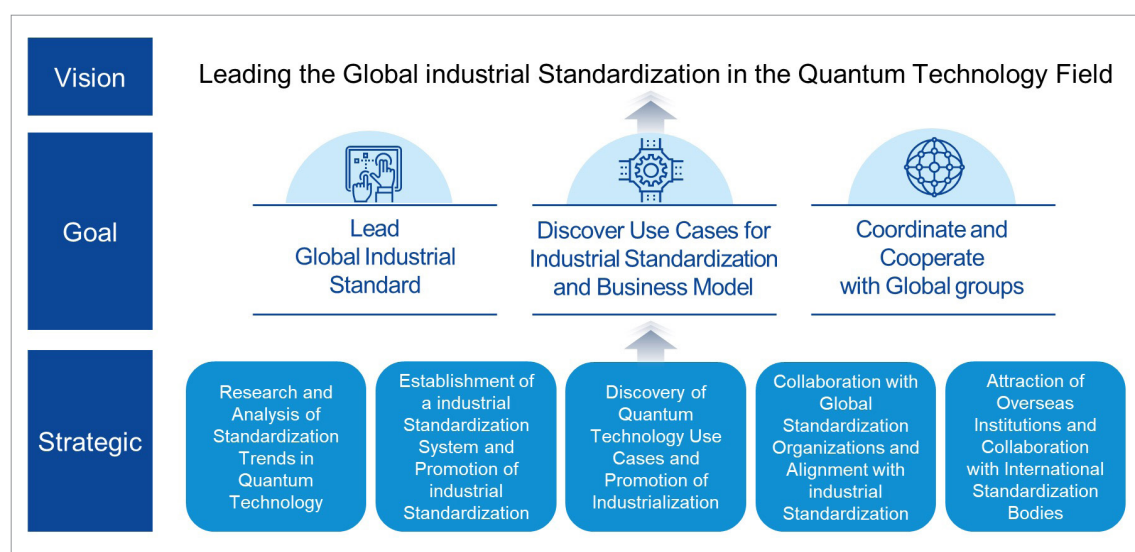 Vision
Leading the Global industrial Standardization in the Quantum Technology Field
Goal
Lead
Global Industrial
Standard
Discover Use Cases for
Industrial Standardization
and Business Model
Coordinate and
Cooperate
with Global groups
Strategic
Research and
Analysis of
Standardization
Trends in
Quantum
Technology
Establishment of
a industrial
Standardization
System and
Promotion of
industrial
Standardization
Discovery of
Quantum
Technology Use
Cases and
Promotion of
Industrialization
Collaboration with
Global
Standardization
Organizations and
Alignment with
industrial
Standardization
Attraction of
Overseas
Institutions and
Collaboration
with International
Standardization
Bodies